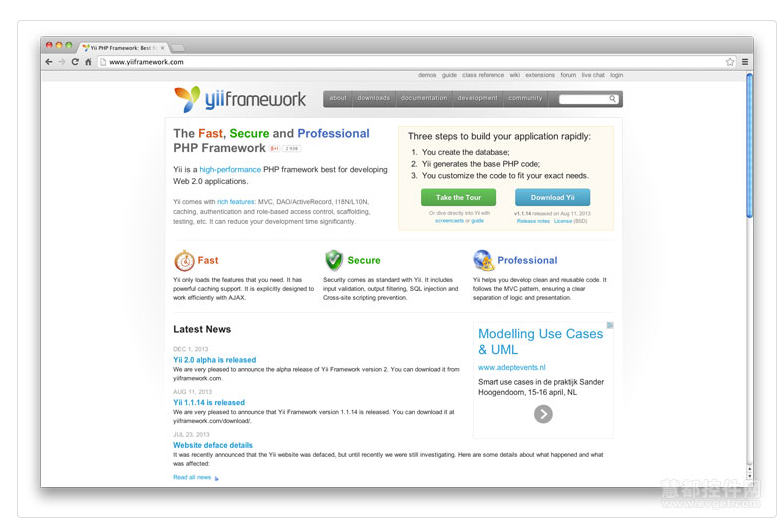 Yii PHP Framework: Best f
www.yiiframework.com
demos guide class reference wiki extensions forum live chat login
yiiframework
about downloads documentation development community
The Fast, Secure and Professional
PHP Framework
Yii is a high-performance PHP framework best for developing
Web 2.0 applications.
Yii comes with rich features: MVC, DAO/ActiveRecord, I18N/L10N,
caching, authentication and role-based access control, scaffolding,
testing, etc. It can reduce your development time significantly.
Three steps to build your application rapidly:
1. You create the database;
2. Yii generates the base PHP code;
3. You customize the code to fit your exact needs.
Take the Tour
Or dive directly into Yii with
screencasts or guide
Download Yii
v1.1.14 released on Aug 11, 2013
Release notes License (BSD)
Fast
Yii only loads the features that you need. It has
powerful caching support. It is explicitly designed to
work efficiently with AJAX.
Secure
Security comes as standard with Yii. It includes
input validation, output filtering, SQL injection and
Cross-site scripting prevention.
Professional
Yii helps you develop clean and reusable code. It
follows the MVC pattern, ensuring a clear
separation of logic and presentation.
Latest News
DEC 1, 2013
Yii 2.0 alpha is released
We are very pleased to announce the alpha release of Yii Framework version 2. You can download it from
yiiframework.com.
AUG 11, 2013
Yii 1.1.14 is released
We are very pleased to announce that Yii Framework version 1.1.14 is released. You can download it at
yiiframework.com/download/.
JUL 23, 2013
Website deface details
It was recently announced that the Yii website was defaced, but until recently we were still investigating. Here are some details about what happened and what
was affected:
Read all news
Modelling Use Cases
& UML
www.adeptevents.nl
Smart use cases in de praktijk Sander
Hoogendoorn, 15-16 april, NL
慧都控件网
www.evget.com